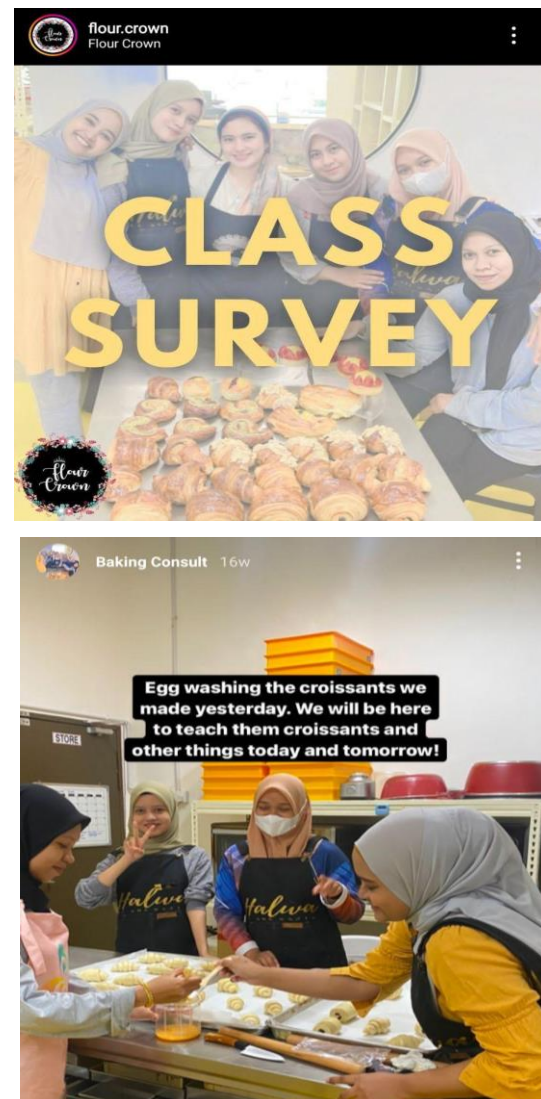 flour.crown
Flour Crown
CLASS
SURVEY
flour
Crown
Baking Consult 16w
Egg washing the croissants we
made yesterday. We will be here
to teach them croissants and
other things today and tomorrow!
STORE
Halwa
Halwa